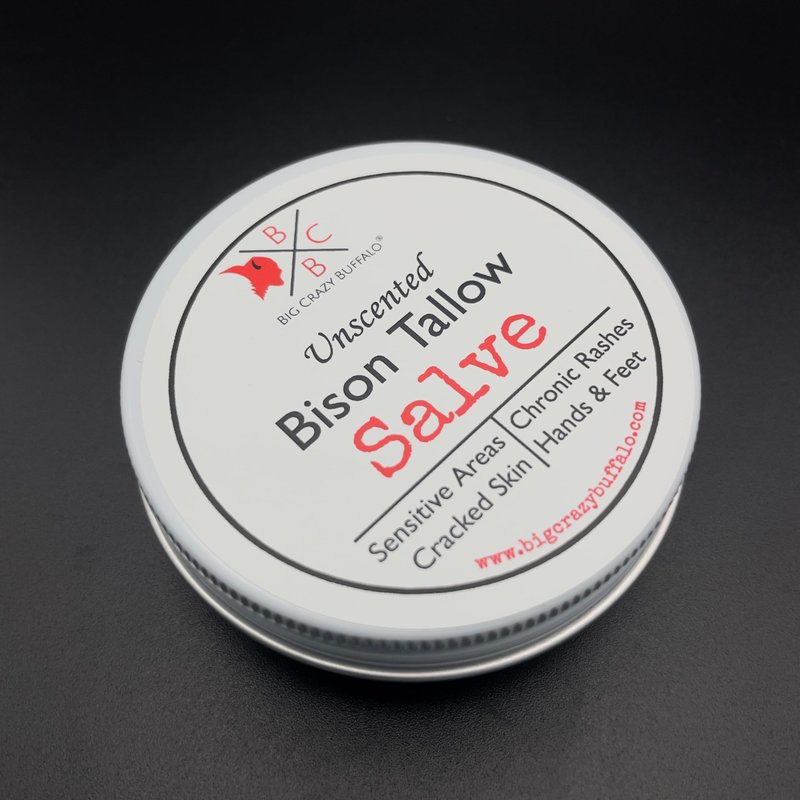 B
C
B
BIG CRAZY BUFFALO®
Unscented
Bison Tallow
Salve
Sensitive Areas | Chronic Rashes
Cracked Skin | Hands & Feet
www.bigcrazybuffalo.com